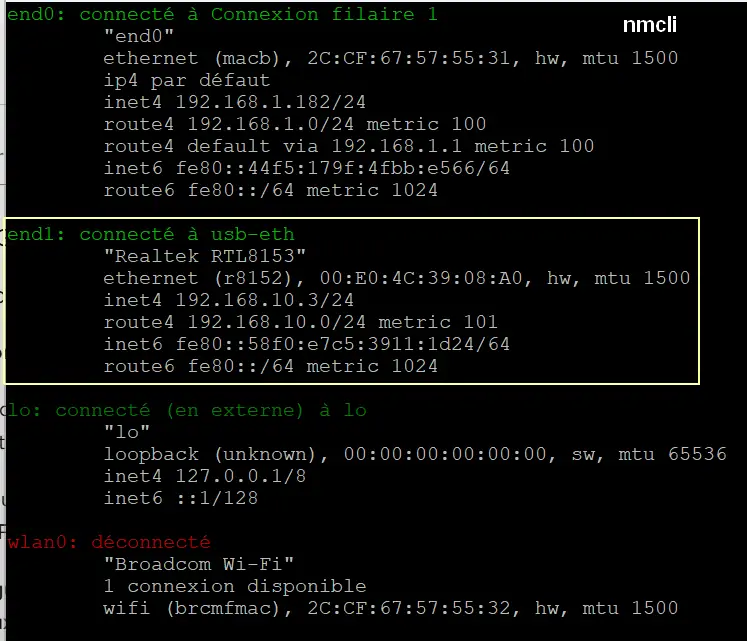 nmcli
end0: connecté à Connexion filaire 1
"end0"
ethernet (macb), 2C:CF:67:57:55:31, hw, mtu 1500
ip4 par défaut
inet4 192.168.1.182/24
route4 192.168.1.0/24 metric 100
route4 default via 192.168.1.1 metric 100
inet6 fe80::44f5:179f:4fbb:e566/64
route6 fe80::/64 metric 1024
end1: connecté à usb-eth
"Realtek RTL8153"
ethernet (r8152), 00:E0:4C:39:08:A0, hw, mtu 1500
inet4 192.168.10.3/24
route4 192.168.10.0/24 metric 101
inet6 fe80::58f0:e7c5:3911:1d24/64
route6 fe80::/64 metric 1024
lo: connecté (en externe) à lo
"lo"
loopback (unknown), 00:00:00:00:00:00, sw, mtu 65536
inet4 127.0.0.1/8
inet6 ::1/128
wlan0: déconnecté
"Broadcom Wi-Fi"
1 connexion disponible
wifi (brcmfmac), 2C:CF:67:57:55:32, hw, mtu 1500